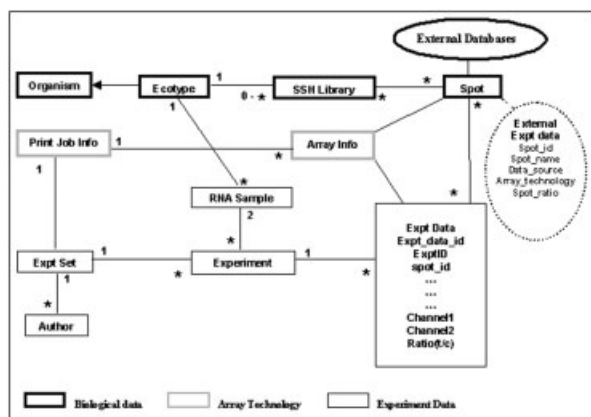 External Databases
Organism
Ecotype
1
0 - *
SSH Library
*
*
Spot
1
*
Print Job Info
1
*
Array Info
External
Expt data
Spot_id
Spot_name
Data_source
Array_technology
Spot_ratio
1
*
RNA Sample
2
*
*
Expt Data
Expt_data_id
ExptID
spot_id
...
...
...
Channel1
Channel2
Ratio(t/c)
Expt Set
1
*
Experiment
1
*
1
*
Author
Biological data
Array Technology
Experiment Data